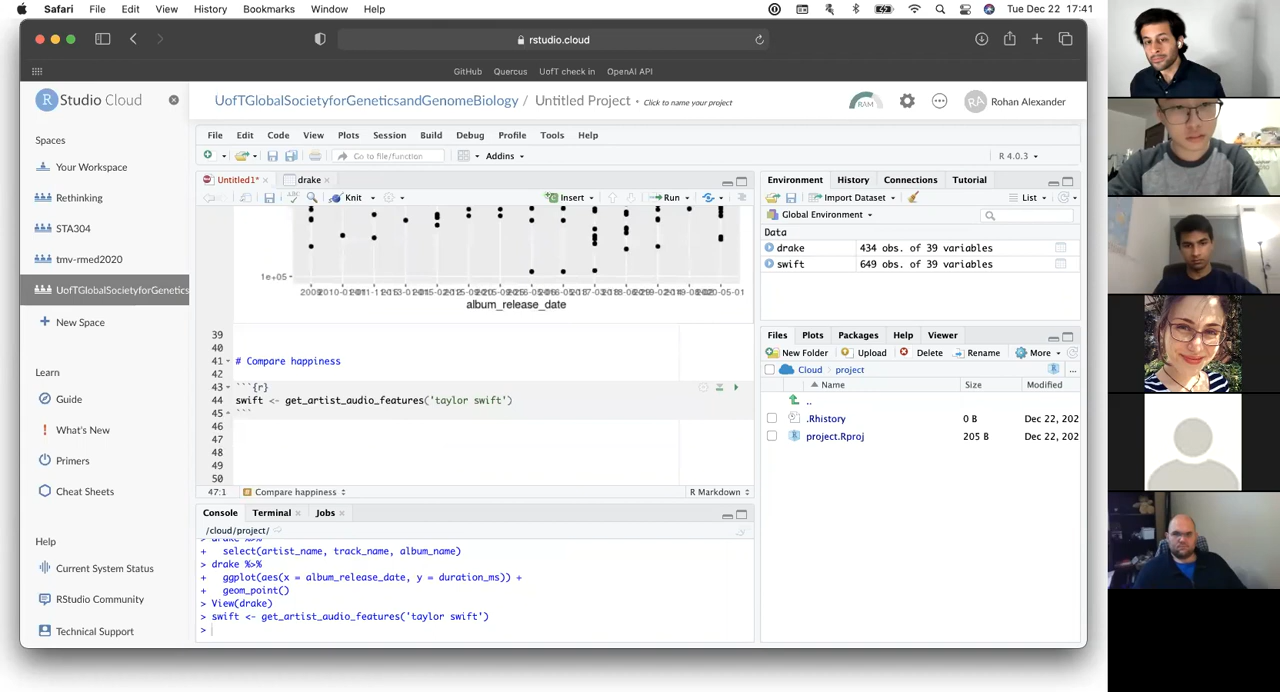 Safari File Edit View History Bookmarks Window Help Tue Dec 22 17:41
rstudio.cloud
GitHub Quercus UofT check in OpenAI API
R Studio Cloud
UofTGlobalSocietyforGeneticsandGenomeBiology / Untitled Project • Click to name your project
RAM
RA Rohan Alexander
Spaces
Your Workspace
Rethinking
STA304
tmv-rmed2020
UofTGlobalSocietyforGenetics
New Space
Learn
Guide
What's New
Primers
Cheat Sheets
Help
Current System Status
RStudio Community
Technical Support
File Edit Code View Plots Session Build Debug Profile Tools Help
Go to file/function Addins R 4.0.3
Untitled1* drake
Knit Insert Run
1e+05
album_release_date
39
40
41 # Compare happiness
42
43 ```{r}
44 swift <- get_artist_audio_features('taylor swift')
45 ```
46
47
48
49
50
47:1 Compare happiness R Markdown
Console Terminal Jobs
/cloud/project/
> drake %>%
+ select(artist_name, track_name, album_name)
> drake %>%
+ ggplot(aes(x = album_release_date, y = duration_ms)) +
+ geom_point()
> View(drake)
> swift <- get_artist_audio_features('taylor swift')
>
Environment History Connections Tutorial
Import Dataset List
Global Environment
Data
drake 434 obs. of 39 variables
swift 649 obs. of 39 variables
Files Plots Packages Help Viewer
New Folder Upload Delete Rename More
Cloud project
Name Size Modified
..
.Rhistory 0 B Dec 22, 202
project.Rproj 205 B Dec 22, 202